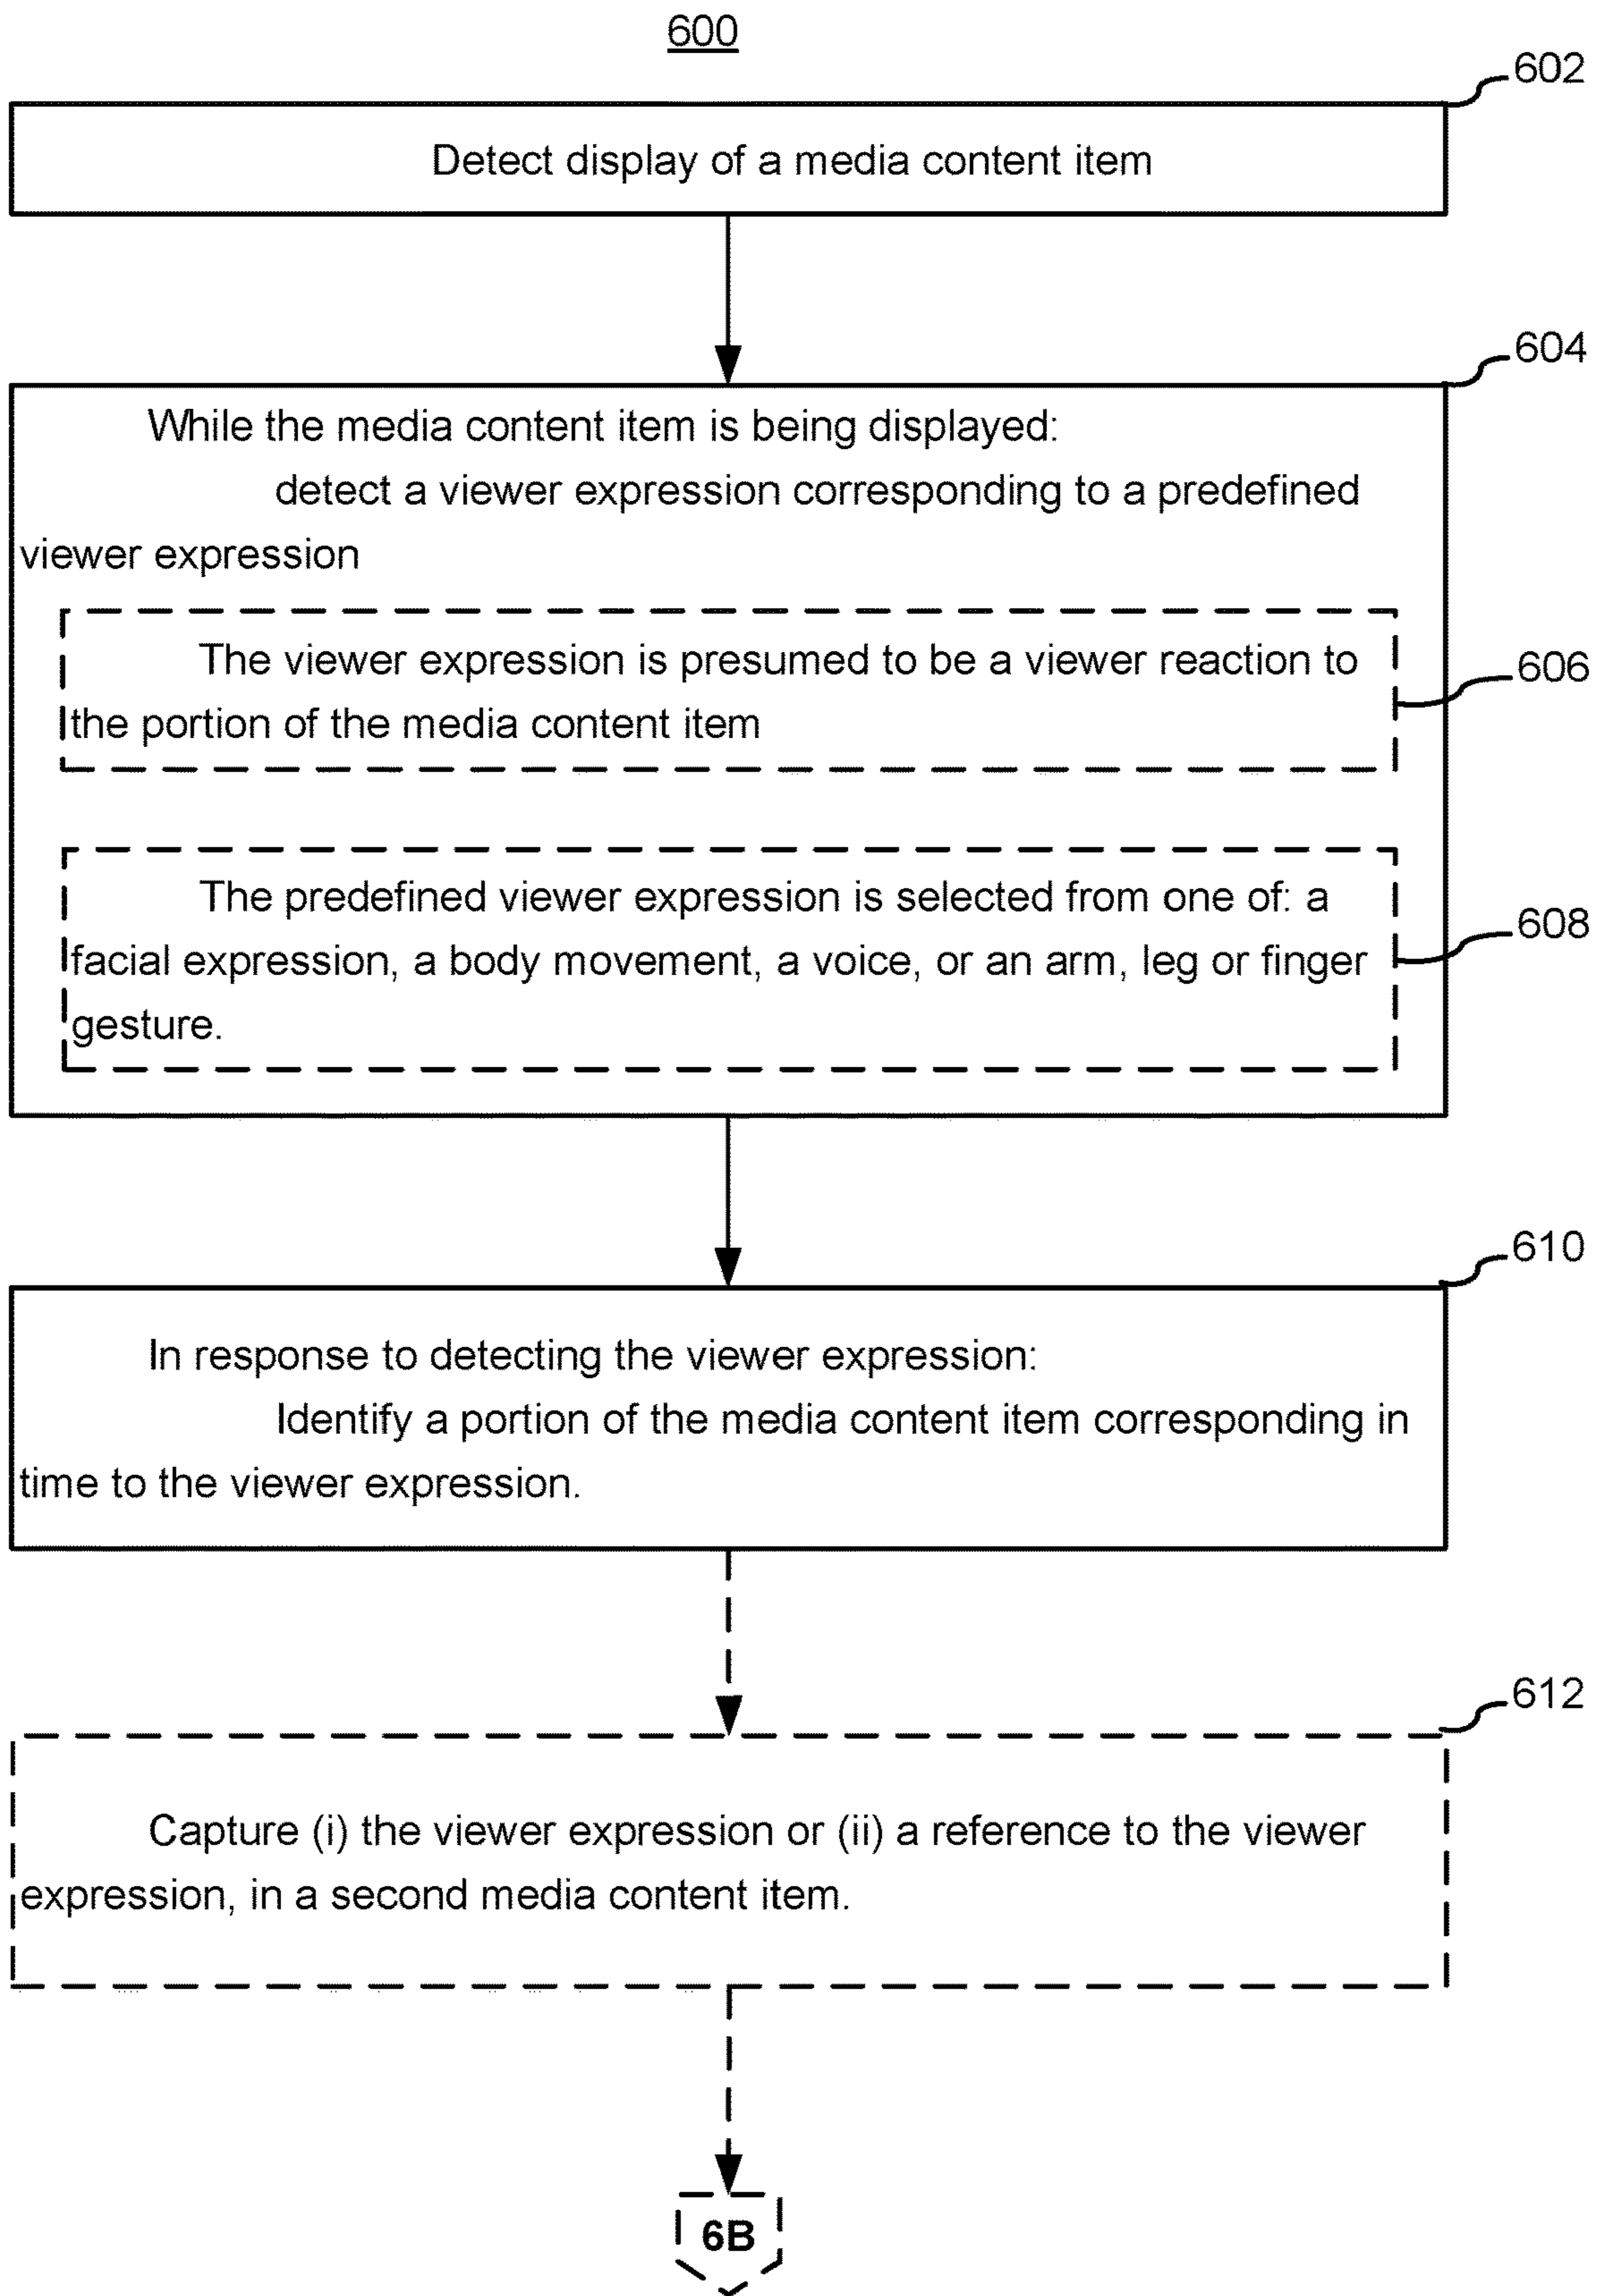 600
602
Detect display of a media content item
604
While the media content item is being displayed:
detect a viewer expression corresponding to a predefined
viewer expression
The viewer expression is presumed to be a viewer reaction to
the portion of the media content item
606
The predefined viewer expression is selected from one of: a
facial expression, a body movement, a voice, or an arm, leg or finger
gesture.
608
610
In response to detecting the viewer expression:
Identify a portion of the media content item corresponding in
time to the viewer expression.
612
Capture (i) the viewer expression or (ii) a reference to the viewer
expression, in a second media content item.
6B